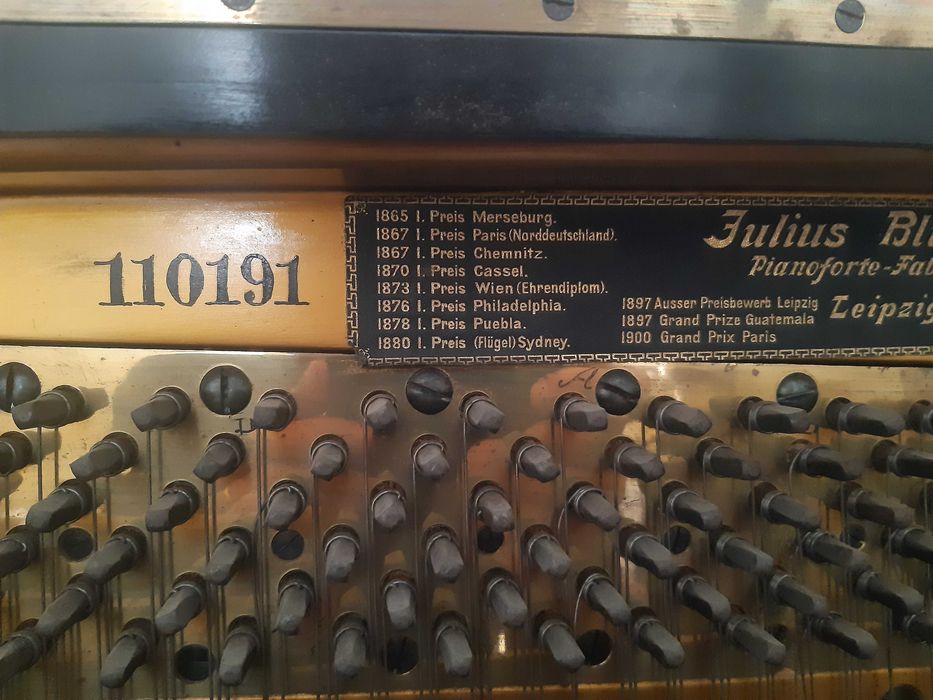 110191
1865 I. Preis Merseburg.
1867 I. Preis Paris (Norddeutschland).
1867 I. Preis Chemnitz.
1870 I. Preis Cassel.
1873 I. Preis Wien (Ehrendiplom).
1876 I. Preis Philadelphia.
1878 I. Preis Puebla.
1880 I. Preis (Flügel) Sydney.
1897 Ausser Preisbewerb Leipzig
1897 Grand Prize Guatemala
1900 Grand Prix Paris
Julius Bl
Pianoforte-Fa
Leipzig
A